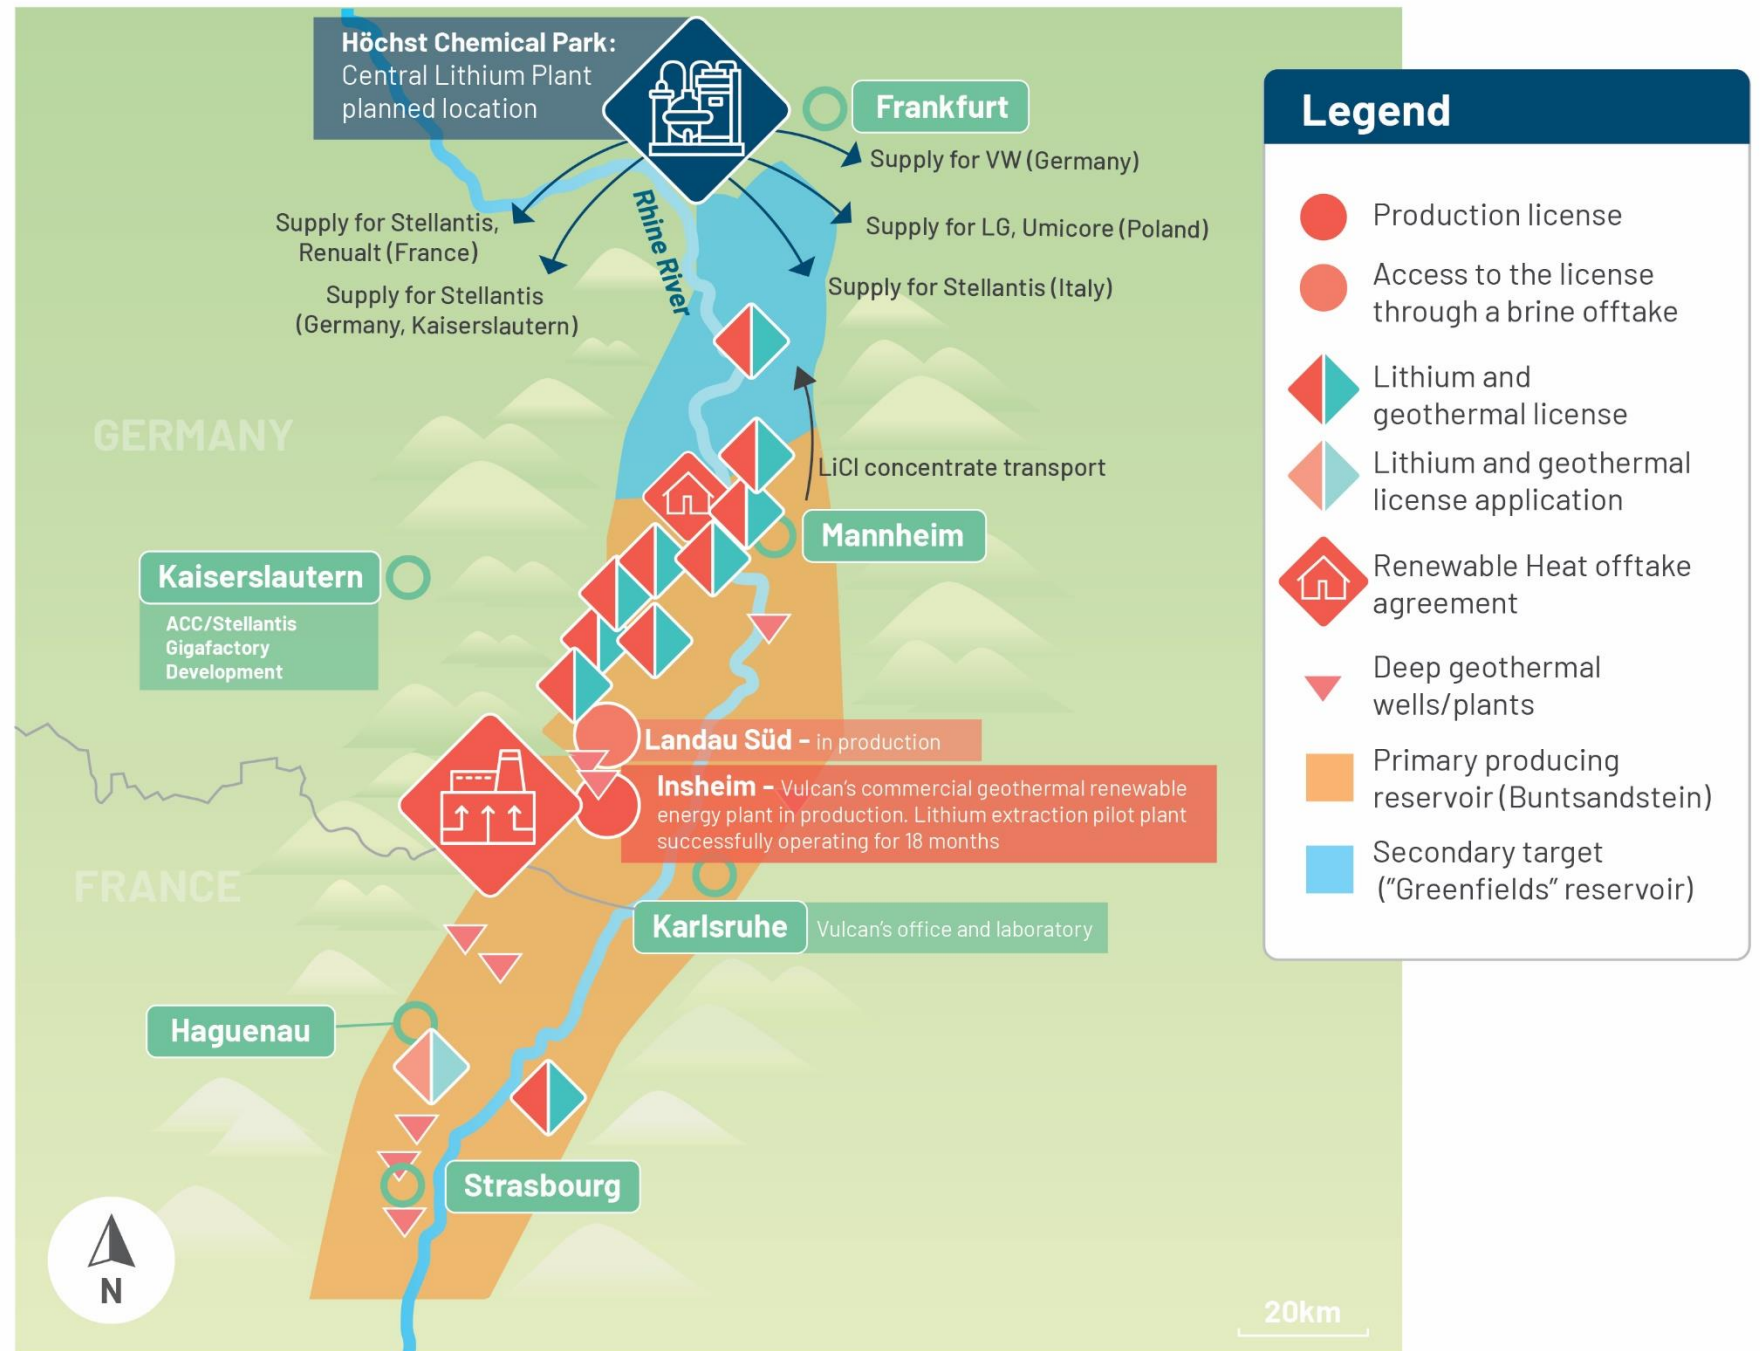 Höchst Chemical Park:
Central Lithium Plant
planned location
Frankfurt
Supply for VW (Germany)
Supply for LG, Umicore (Poland)
Supply for Stellantis (Italy)
Supply for Stellantis,
Renualt (France)
Supply for Stellantis
(Germany, Kaiserslautern)
Rhine River
GERMANY
LiCl concentrate transport
Mannheim
Kaiserslautern
ACC/Stellantis
Gigafactory
Development
Landau Süd - in production
Insheim - Vulcan's commercial geothermal renewable
energy plant in production. Lithium extraction pilot plant
successfully operating for 18 months
FRANCE
Karlsruhe Vulcan's office and laboratory
Haguenau
Strasbourg
N
20km
Legend
Production license
Access to the license
through a brine offtake
Lithium and
geothermal license
Lithium and geothermal
license application
Renewable Heat offtake
agreement
Deep geothermal
wells/plants
Primary producing
reservoir (Buntsandstein)
Secondary target
("Greenfields" reservoir)